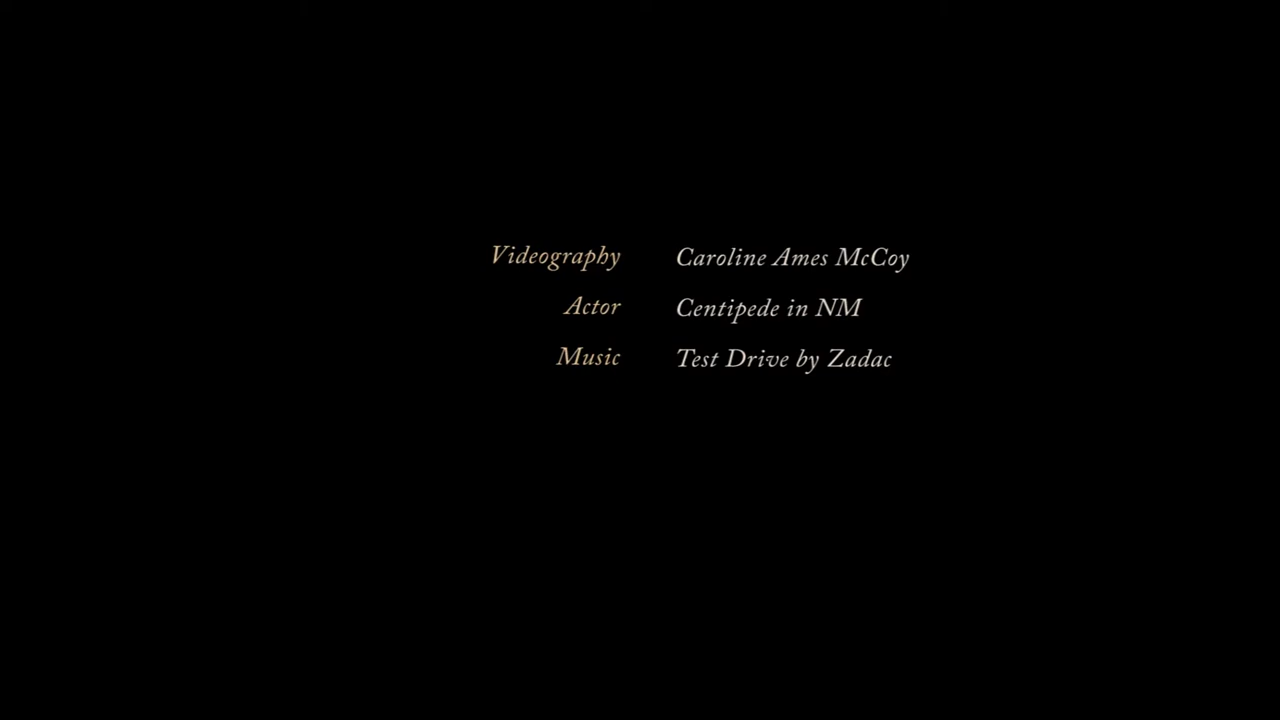 Videography Caroline Ames McCoy
Actor Centipede in NM
Music Test Drive by Zadac